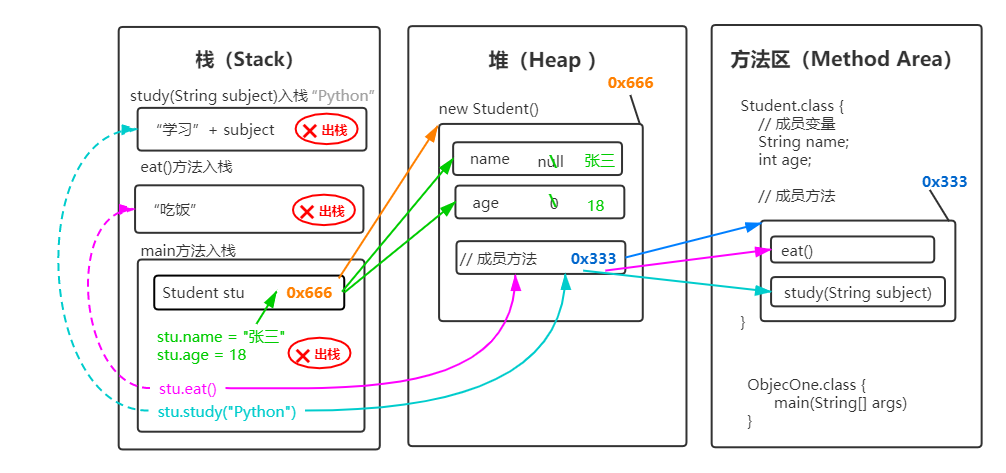 栈（Stack）
study(String subject)入栈 “Python”
“学习” + subject
出栈
eat()方法入栈
“吃饭”
出栈
main方法入栈
Student stu 0x666
stu.name = "张三"
stu.age = 18
出栈
stu.eat()
stu.study("Python")
堆（Heap ）
0x666
new Student()
name null 张三
age 0 18
// 成员方法 0x333
方法区（Method Area）
Student.class {
// 成员变量
String name;
int age;
// 成员方法
0x333
eat()
study(String subject)
}
ObjecOne.class {
main(String[] args)
}